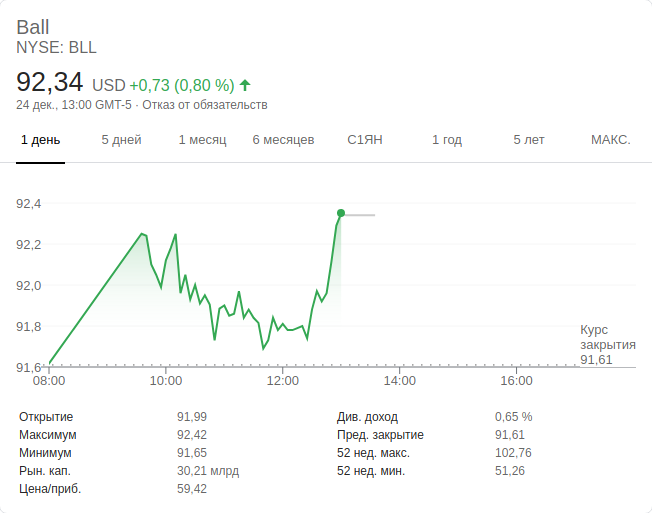 Ball
NYSE: BLL
92,34 USD +0,73 (0,80 %)
24 дек., 13:00 GMT-5 · Отказ от обязательств
1 день 5 дней 1 месяц 6 месяцев С1ЯН 1 год 5 лет МАКС.
92,4
92,2
92,0
91,8
91,6
Курс
закрытия
91,61
08:00 10:00 12:00 14:00 16:00
Открытие 91,99 Див. доход 0,65 %
Максимум 92,42 Пред. закрытие 91,61
Минимум 91,65 52 нед. макс. 102,76
Рын. кап. 30,21 млрд 52 нед. мин. 51,26
Цена/приб. 59,42